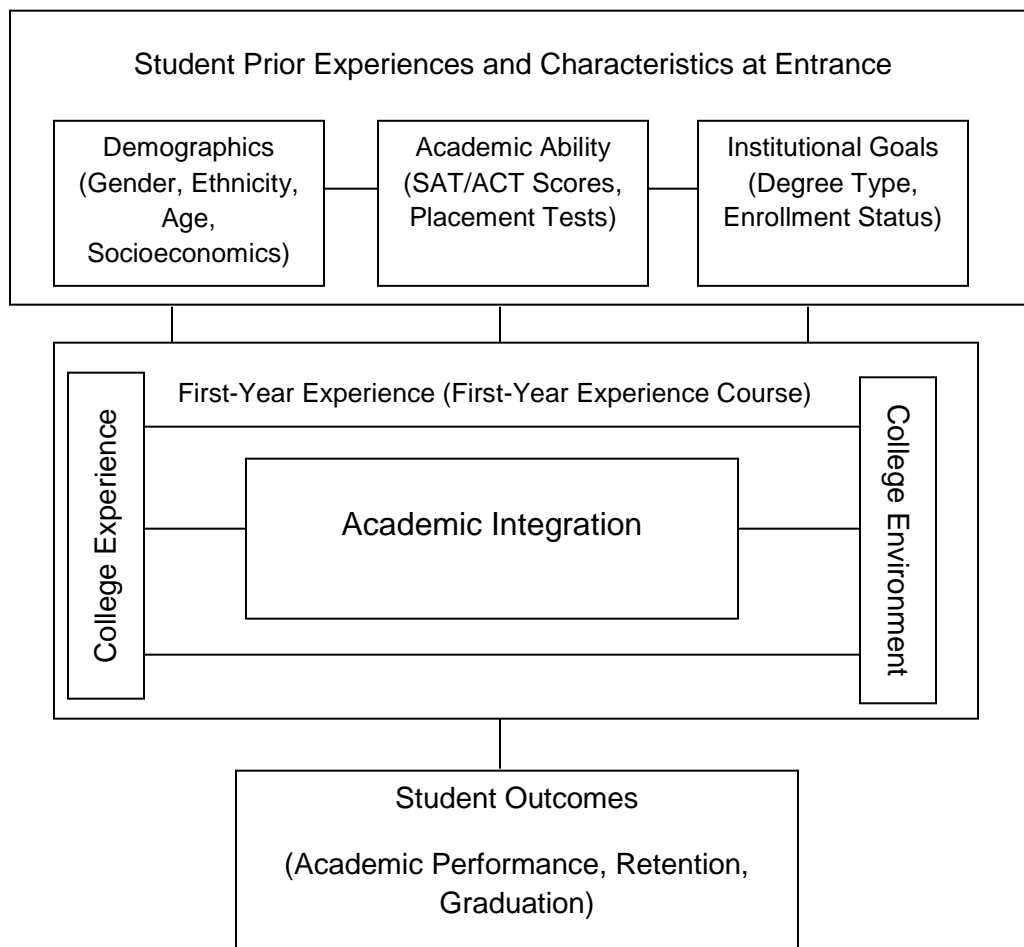 Student Prior Experiences and Characteristics at Entrance
Demographics
(Gender, Ethnicity,
Age,
Socioeconomics)
Academic Ability
(SAT/ACT Scores,
Placement Tests)
Institutional Goals
(Degree Type,
Enrollment Status)
First-Year Experience (First-Year Experience Course)
College Experience
Academic Integration
College Environment
Student Outcomes
(Academic Performance, Retention,
Graduation)